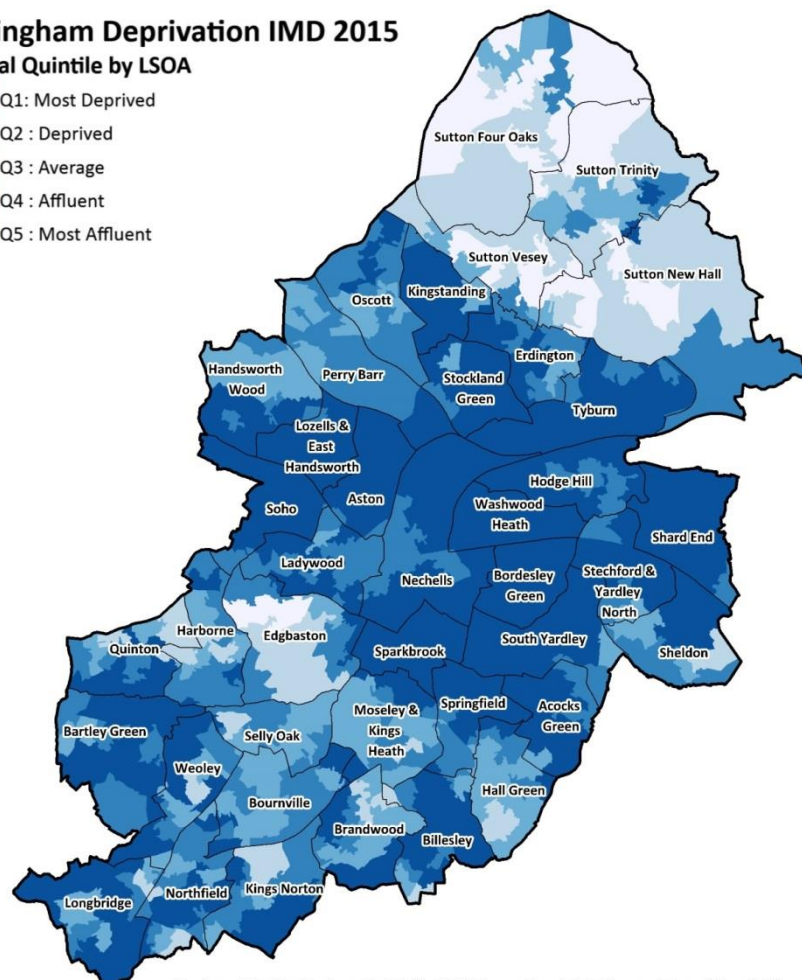 ingham Deprivation IMD 2015
al Quintile by LSOA
Q1: Most Deprived
Q2 : Deprived
Q3 : Average
Q4 : Affluent
Q5 : Most Affluent
Sutton Four Oaks
Sutton Trinity
Sutton Vesey
Sutton New Hall
Oscott
Kingstanding
Handsworth
Wood
Perry Barr
Stockland
Green
Erdington
Tyburn
Lozells &
East
Handsworth
Soho
Aston
Hodge Hill
Washwood
Heath
Shard End
Ladywood
Nechells
Bordesley
Green
Stechford &
Yardley
North
Quinton
Harborne
Edgbaston
Sparkbrook
South Yardley
Sheldon
Bartley Green
Weoley
Selly Oak
Moseley &
Kings
Heath
Springfield
Acocks
Green
Bournville
Brandwood
Billesley
Hall Green
Longbridge
Northfield
Kings Norton